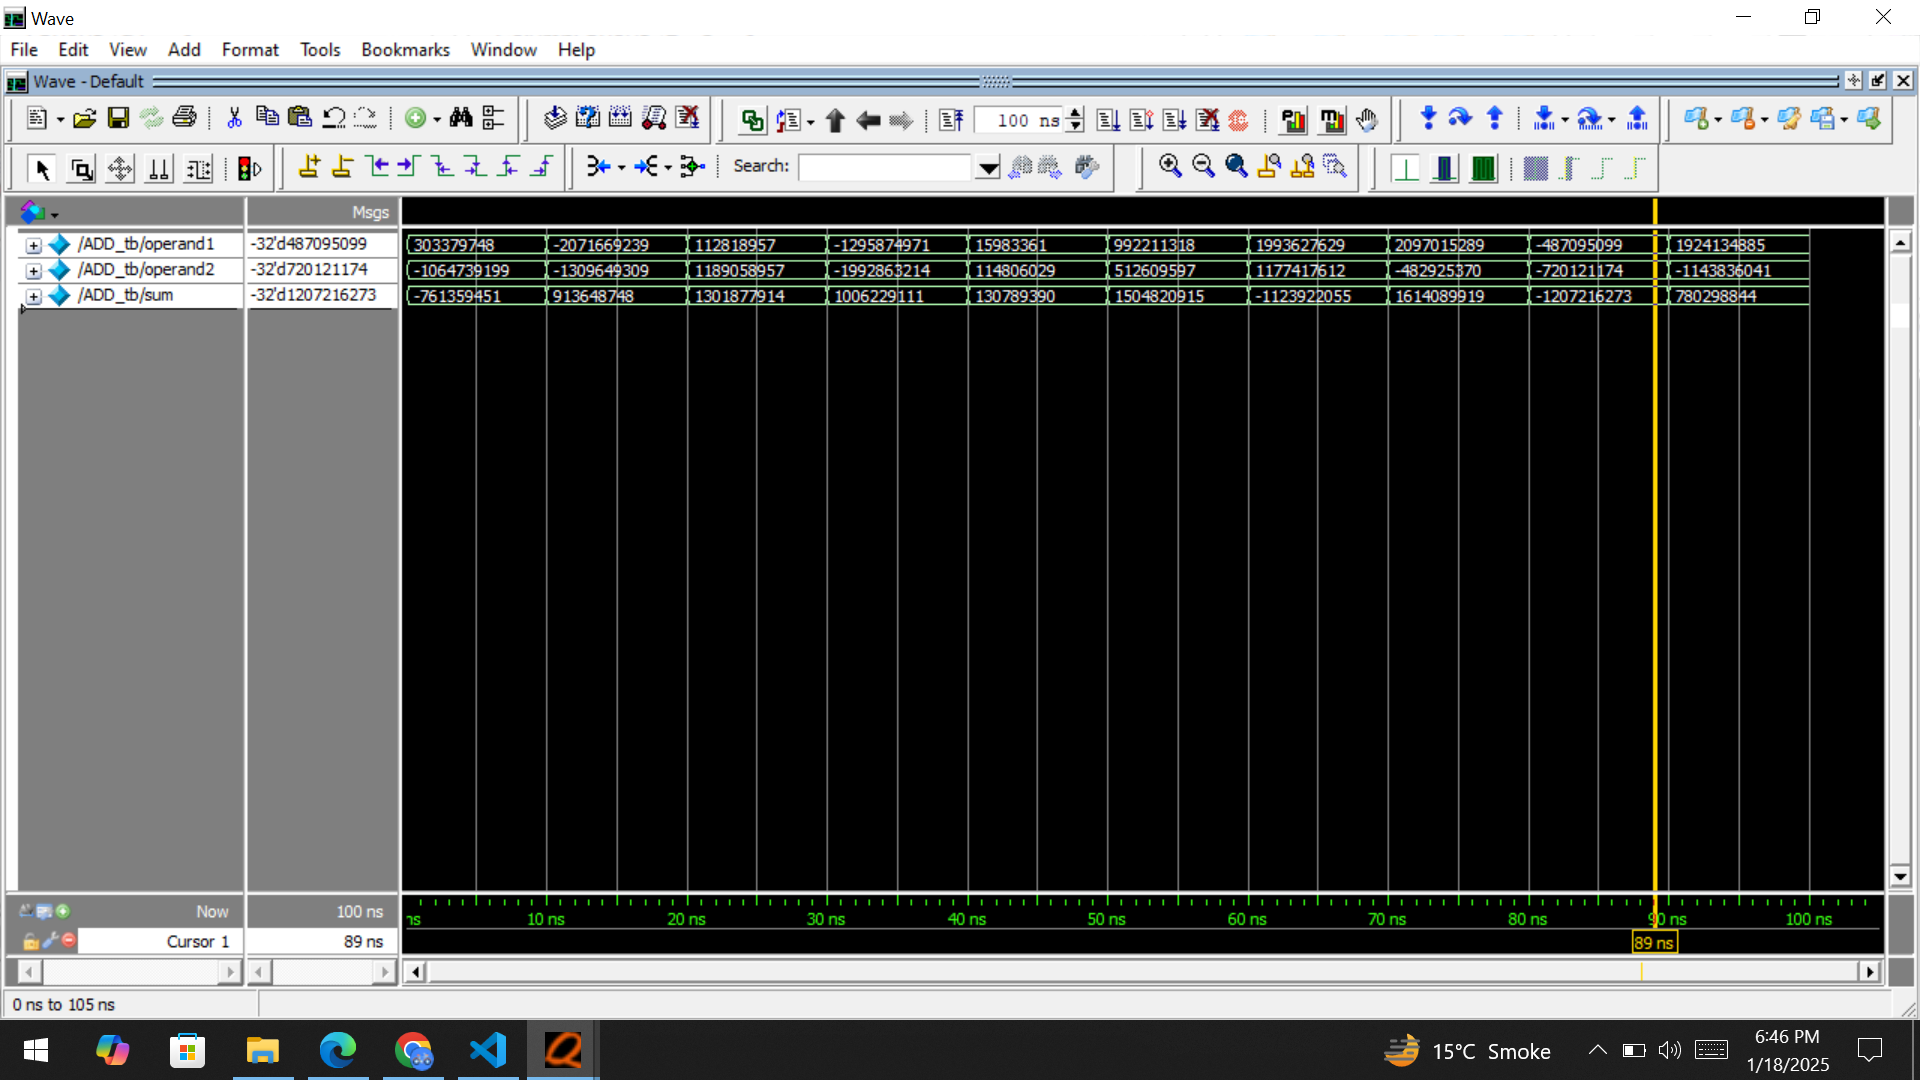 Wave
File Edit View Add Format Tools Bookmarks Window Help
Wave - Default
100 ns
Search:
Msgs
/ADD_tb/operand1 -32'd487095099 303379748 -2071669239 112818957 -1295874971 15983361 992211318 1993627629 2097015289 -487095099 1924134885
/ADD_tb/operand2 -32'd720121174 -1064739199 -1309649309 1189058957 -1992863214 114806029 512609597 1177417612 -482925370 -720121174 -1143836041
/ADD_tb/sum -32'd1207216273 -761359451 913648748 1301877914 1006229111 130789390 1504820915 -1123922055 1614089919 -1207216273 780298844
Now 100 ns ns 10 ns 20 ns 30 ns 40 ns 50 ns 60 ns 70 ns 80 ns 90 ns 100 ns
Cursor 1 89 ns 89 ns
0 ns to 105 ns
15°C Smoke
6:46 PM
1/18/2025